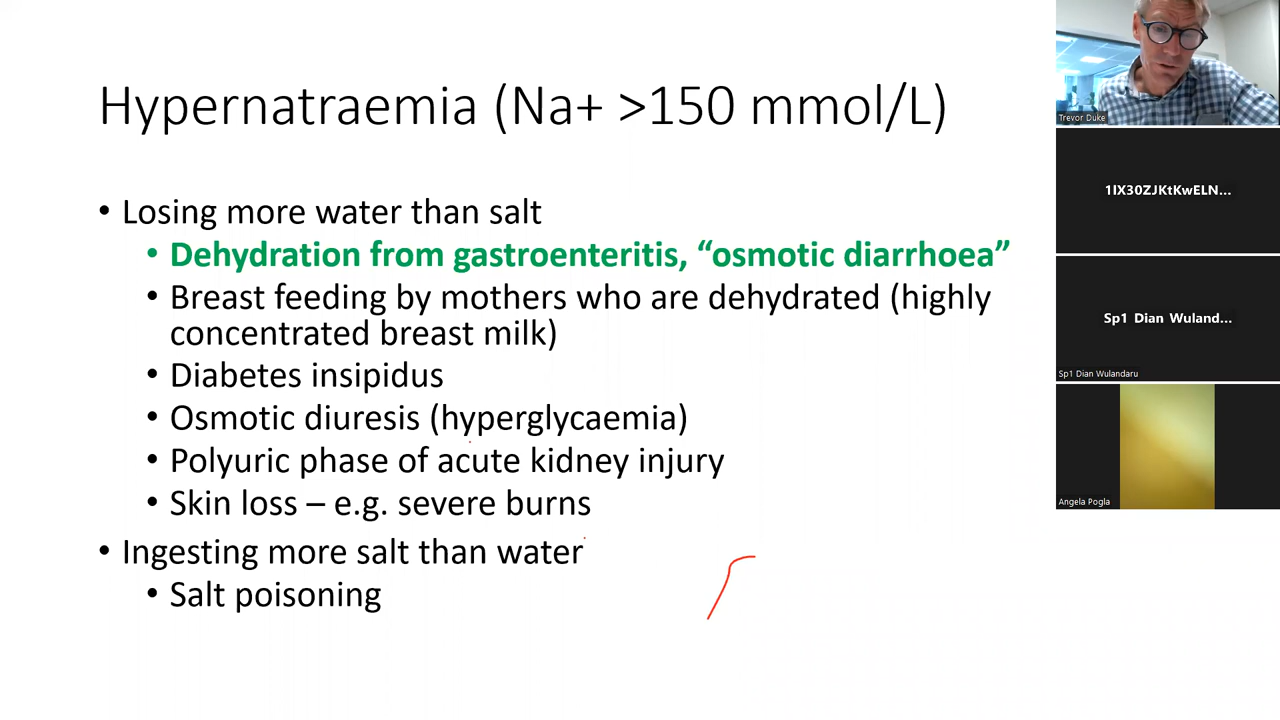 Hypernatraemia (Na+ >150 mmol/L)
• Losing more water than salt
• Dehydration from gastroenteritis, “osmotic diarrhoea”
• Breast feeding by mothers who are dehydrated (highly
concentrated breast milk)
• Diabetes insipidus
• Osmotic diuresis (hyperglycaemia)
• Polyuric phase of acute kidney injury
• Skin loss – e.g. severe burns
• Ingesting more salt than water
• Salt poisoning
Trevor Duke
1IX30ZJKtKwELN...
Sp1 Dian Wuland...
Sp1 Dian Wulandaru
Angela Pogla